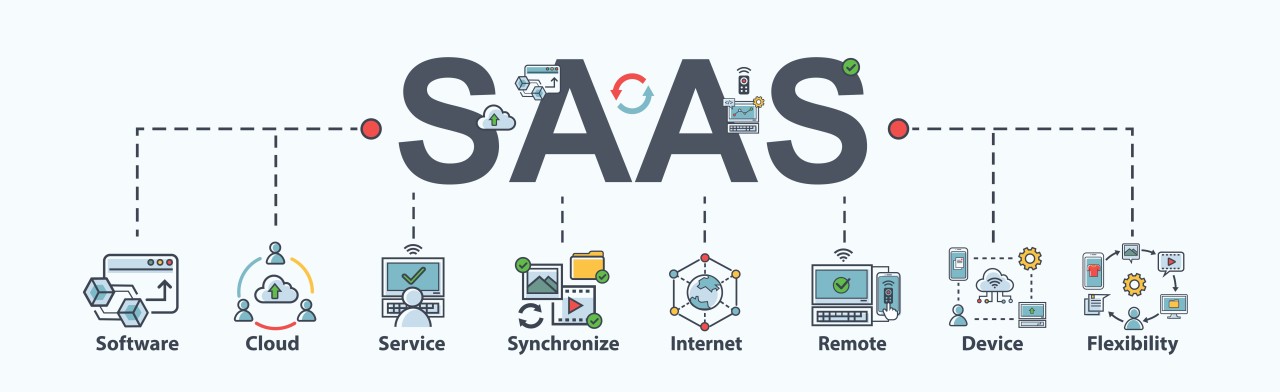 SAAS
Software
Cloud
Service
Synchronize
Internet
Remote
Device
Flexibility